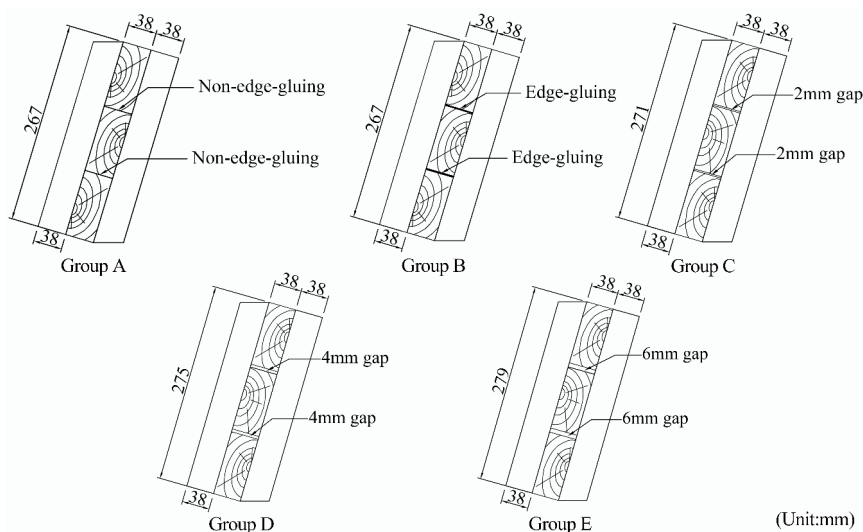 38 38
267
Non-edge-gluing
Non-edge-gluing
38
Group A
38 38
267
Edge-gluing
Edge-gluing
38
Group B
38 38
271
2mm gap
2mm gap
38
Group C
38 38
275
4mm gap
4mm gap
38
Group D
38 38
279
6mm gap
6mm gap
38
Group E
(Unit:mm)